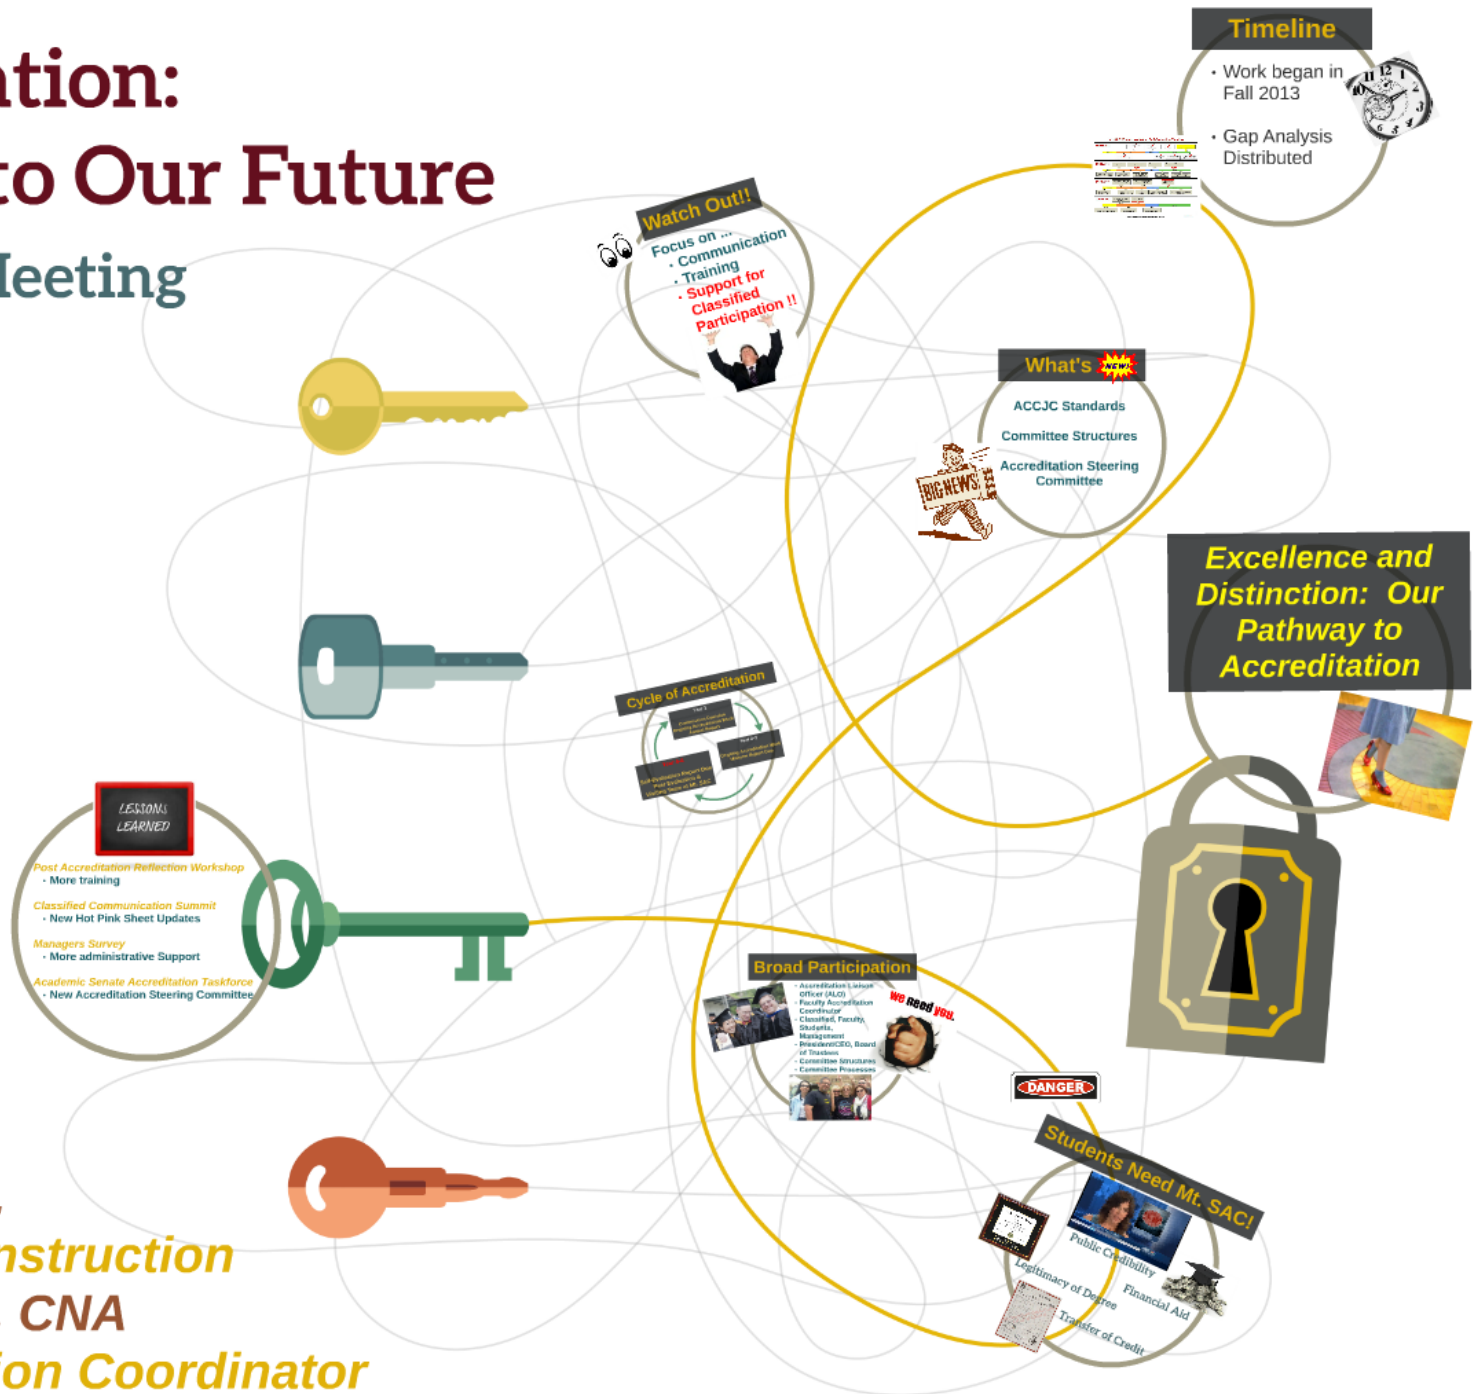 ation:
to Our Future
Meeting
Timeline
· Work began in
Fall 2013
· Gap Analysis
Distributed
Watch Out!!
Focus on ...
· Communication
· Training
· Support for
Classified
Participation !!
What's NEW!
ACCJC Standards
Committee Structures
Accreditation Steering
Committee
BIG NEWS
Excellence and
Distinction: Our
Pathway to
Accreditation
Cycle of Accreditation
LESSONS
LEARNED
Post Accreditation Reflection Workshop
· More training
Classified Communication Summit
· New Hot Pink Sheet Updates
Managers Survey
· More administrative Support
Academic Senate Accreditation Taskforce
· New Accreditation Steering Committee
Broad Participation
· Accreditation Liaison
Officer (ALO)
· Faculty Accreditation
Coordinator
· Classified, Faculty,
Students,
Management
· President/CEO, Board
of Trustees
· Committee Structures
· Committee Processes
we need you.
DANGER
Students Need Mt. SAC!
Public Credibility
Legitimacy of Degree
Financial Aid
Transfer of Credit
nstruction
. CNA
ion Coordinator